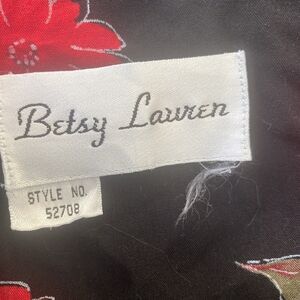 Betsy Lauren
STYLE NO.
52708